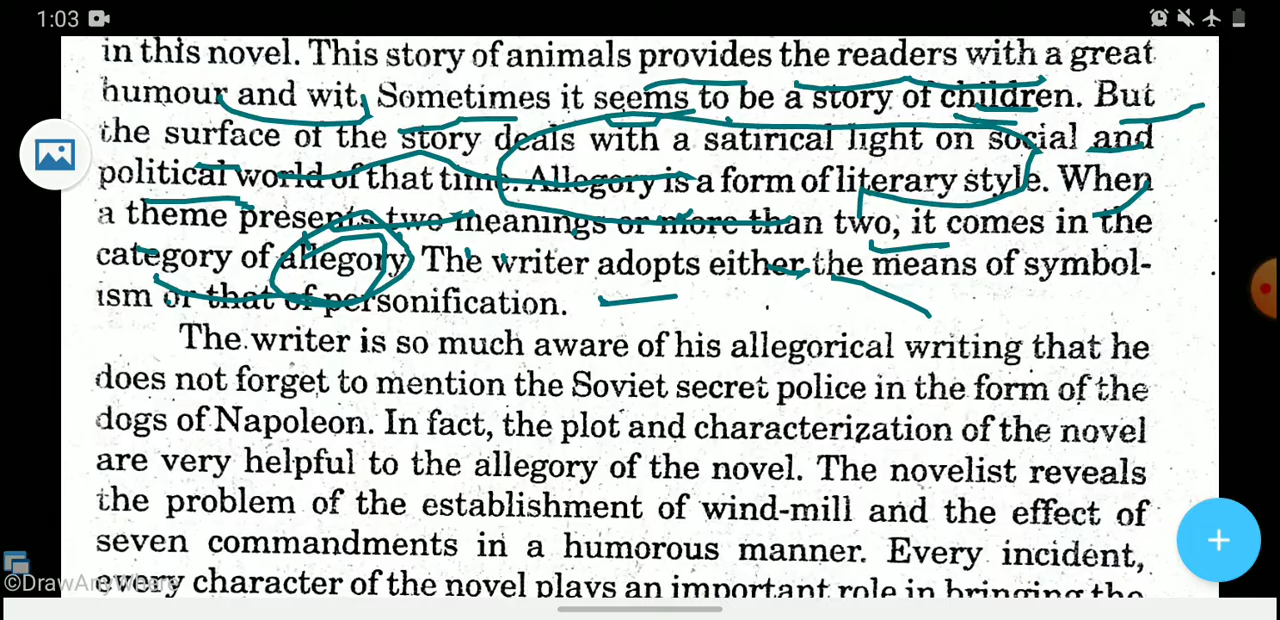 1:03
in this novel. This story of animals provides the readers with a great
humour and wit. Sometimes it seems to be a story of children. But
the surface of the story deals with a satirical light on social and
political world of that time. Allegory is a form of literary style. When
a theme presents two meanings or more than two, it comes in the
category of allegory. The writer adopts either the means of symbol-
ism or that of personification.
The writer is so much aware of his allegorical writing that he
does not forget to mention the Soviet secret police in the form of the
dogs of Napoleon. In fact, the plot and characterization of the novel
are very helpful to the allegory of the novel. The novelist reveals
the problem of the establishment of wind-mill and the effect of
seven commandments in a humorous manner. Every incident,
every character of the novel plays an important role in bringing the
©DrawAnywhere
+